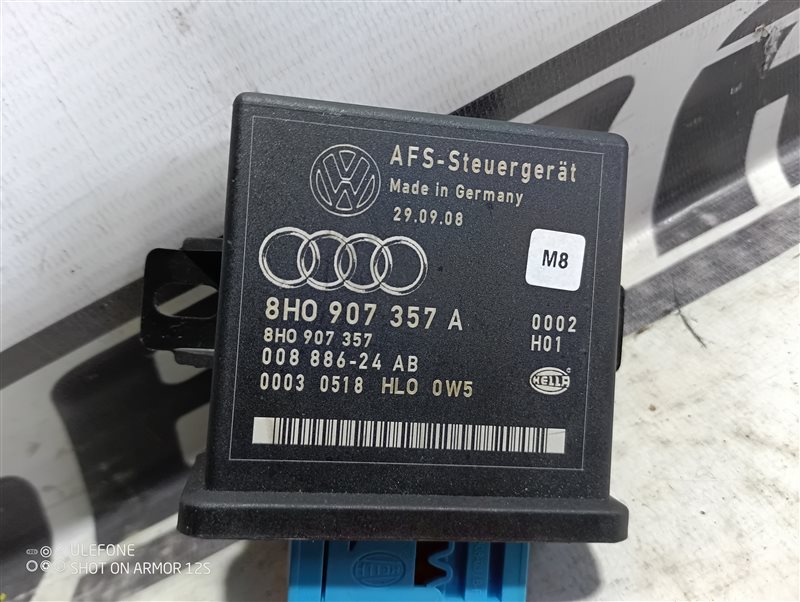 AFS-Steuergerät
Made in Germany
29.09.08
M8
8H0 907 357 A
0002
8H0 907 357
H01
008 886-24 AB
0003 0518 HLO 0W5
HELLA
ULEFONE
SHOT ON ARMOR 12S